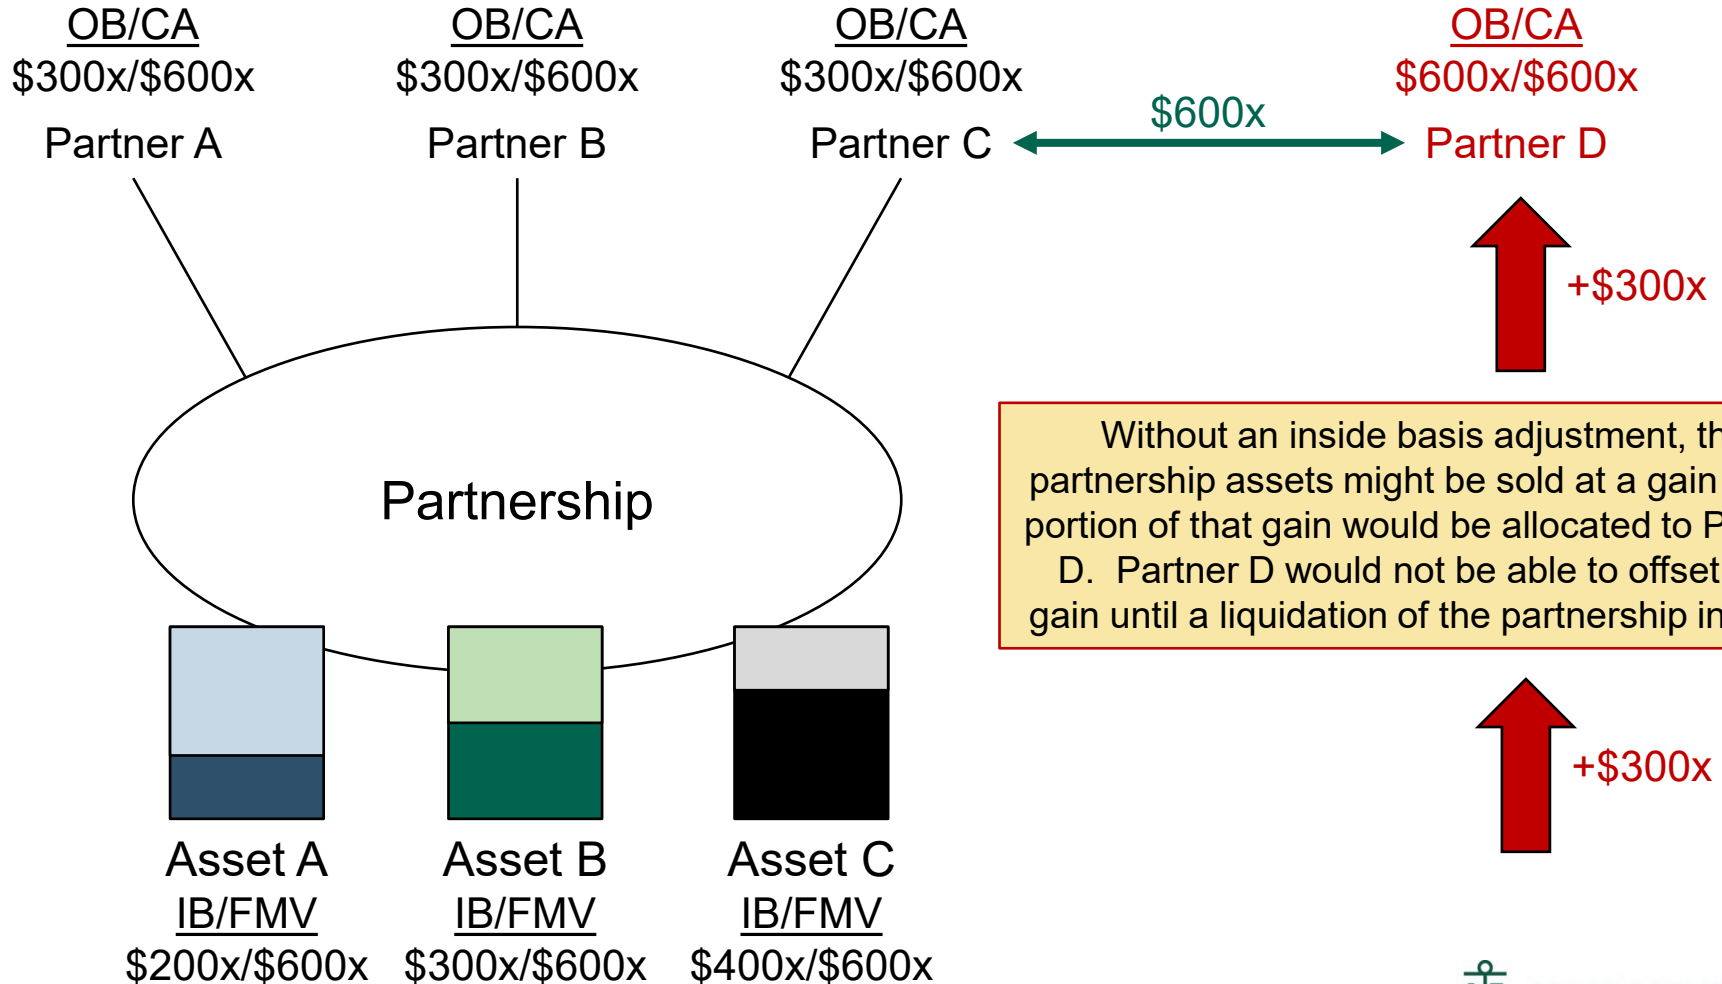 OB/CA
$300x/$600x
Partner A
OB/CA
$300x/$600x
Partner B
OB/CA
$300x/$600x
Partner C
$600x
OB/CA
$600x/$600x
Partner D
+$300x
Without an inside basis adjustment, th
partnership assets might be sold at a gain
portion of that gain would be allocated to P
D. Partner D would not be able to offset
gain until a liquidation of the partnership in
+$300x
Partnership
Asset A
IB/FMV
$200x/$600x
Asset B
IB/FMV
$300x/$600x
Asset C
IB/FMV
$400x/$600x